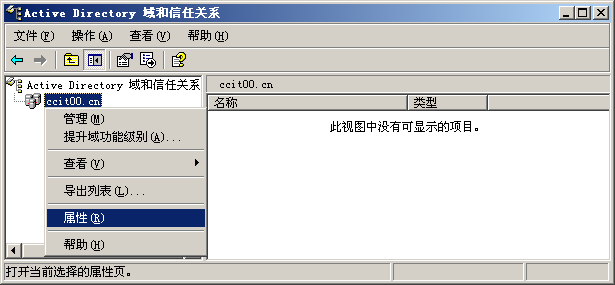 Active Directory 域和信任关系
文件(F) 操作(A) 查看(V) 帮助(H)
Active Directory 域和信任关系
ccit00.cn
ccit00.cn
名称 类型
此视图中没有可显示的项目。
管理(M)
提升域功能级别(A)...
查看(V)
导出列表(L)...
属性(R)
帮助(H)
打开当前选择的属性页。